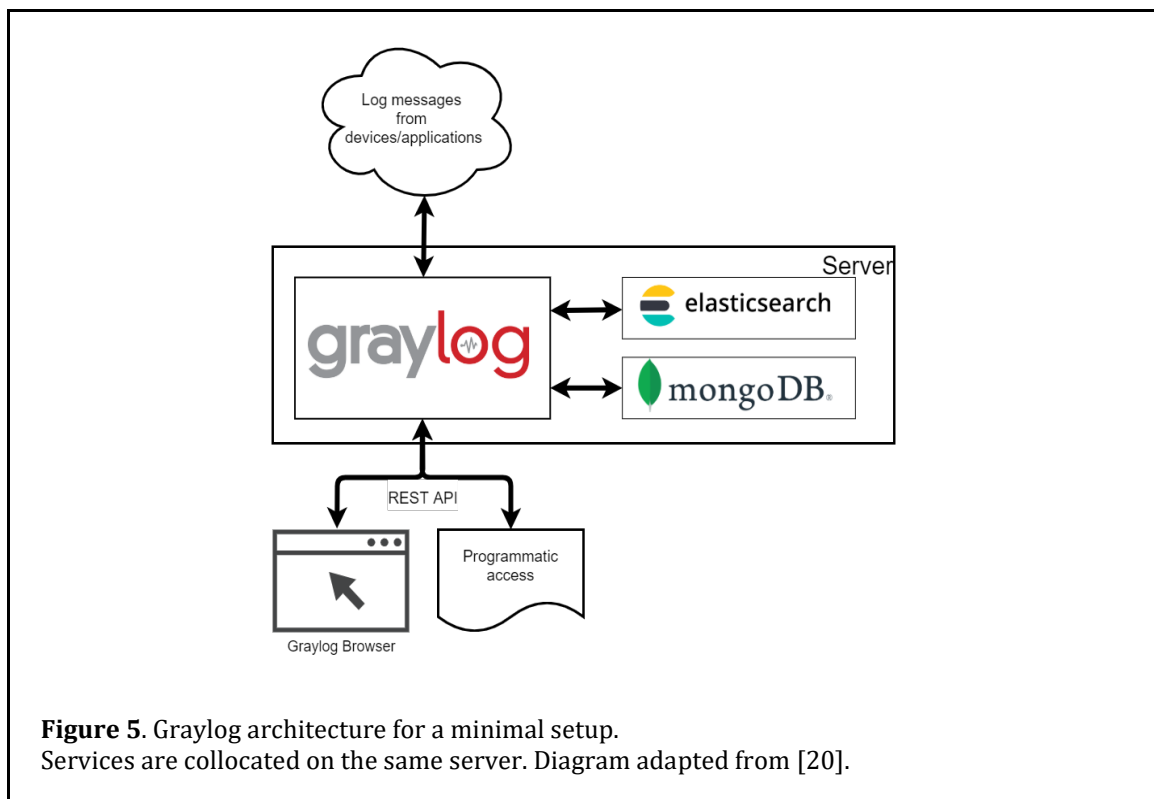 Log messages
from
devices/applications
Server
graylog
elasticsearch
mongoDB®
REST API
Programmatic
access
Graylog Browser
Figure 5. Graylog architecture for a minimal setup.
Services are collocated on the same server. Diagram adapted from [20].